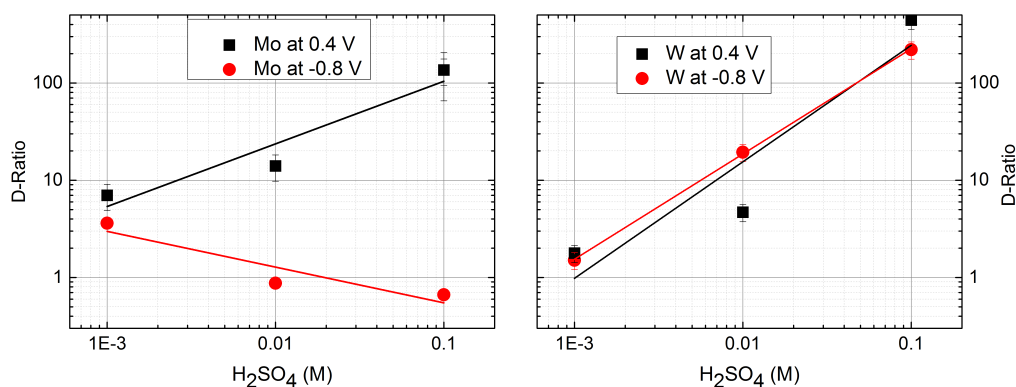 Mo at 0.4 V
Mo at -0.8 V
100
10
1
D-Ratio
1E-3 0.01 0.1
H₂SO₄ (M)
W at 0.4 V
W at -0.8 V
100
10
1
D-Ratio
1E-3 0.01 0.1
H₂SO₄ (M)